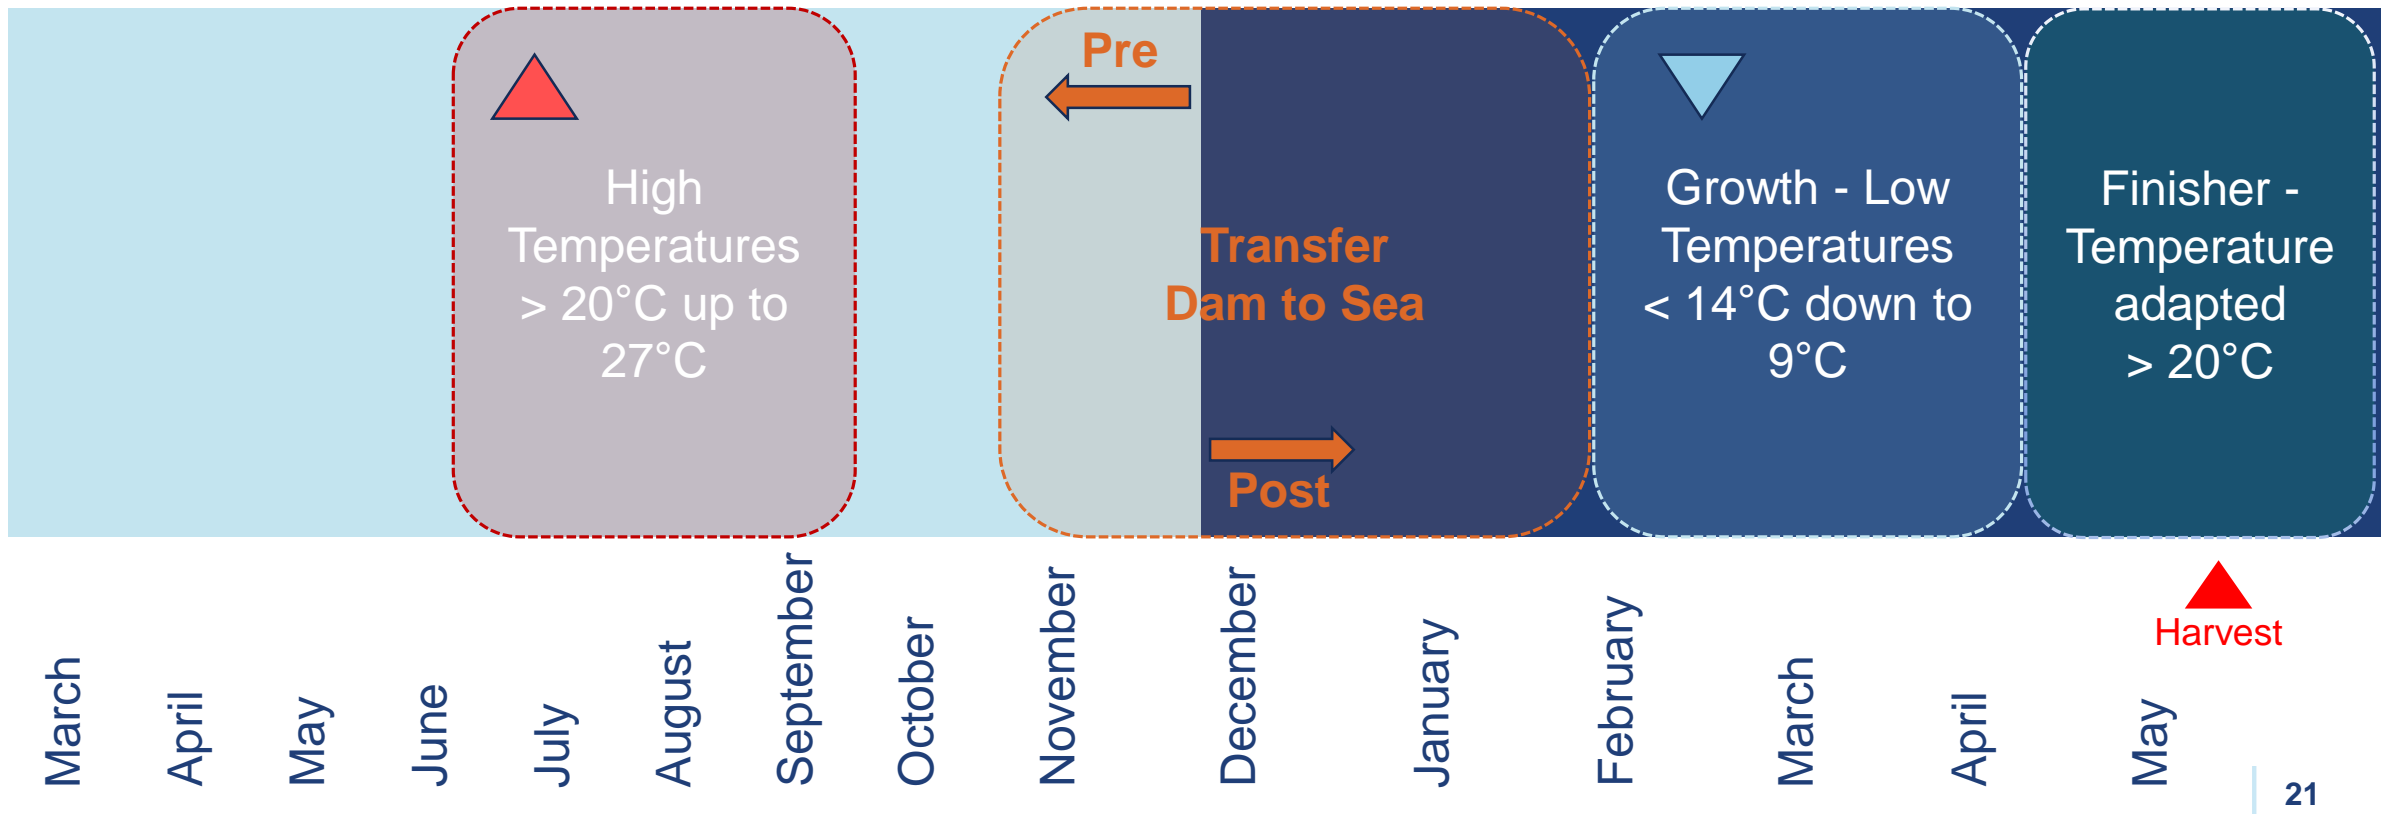 Pre
High
Temperatures
> 20°C up to
27°C
Transfer
Dam to Sea
Post
Growth - Low
Temperatures
< 14°C down to
9°C
Finisher -
Temperature
adapted
> 20°C
Harvest
March
April
May
June
July
August
September
October
November
December
January
February
March
April
May
21